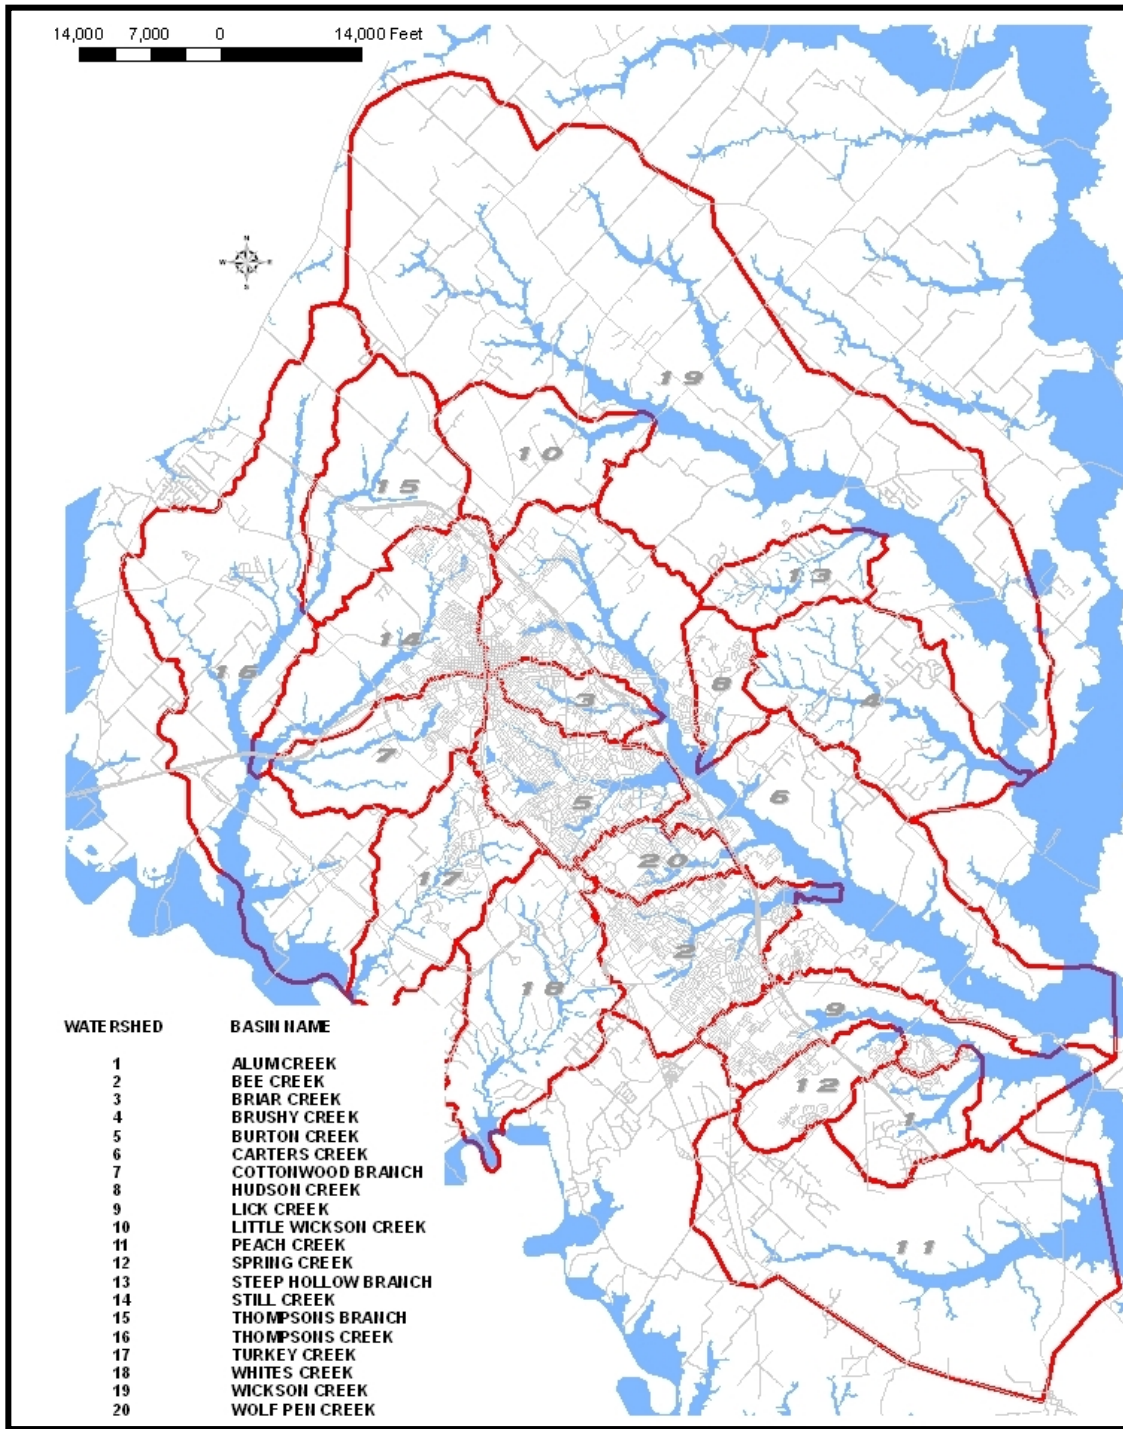 14,000 7,000 0 14,000 Feet
N
W E
S
19
10
15
13
14
16
8
3
4
7
6
5
20
17
2
18
9
12
1
11
WATERSHED BASIN NAME
1 ALUM CREEK
2 BEE CREEK
3 BRIAR CREEK
4 BRUSHY CREEK
5 BURTON CREEK
6 CARTERS CREEK
7 COTTONWOOD BRANCH
8 HUDSON CREEK
9 LICK CREEK
10 LITTLE WICKSON CREEK
11 PEACH CREEK
12 SPRING CREEK
13 STEEP HOLLOW BRANCH
14 STILL CREEK
15 THOMPSONS BRANCH
16 THOMPSONS CREEK
17 TURKEY CREEK
18 WHITES CREEK
19 WICKSON CREEK
20 WOLF PEN CREEK